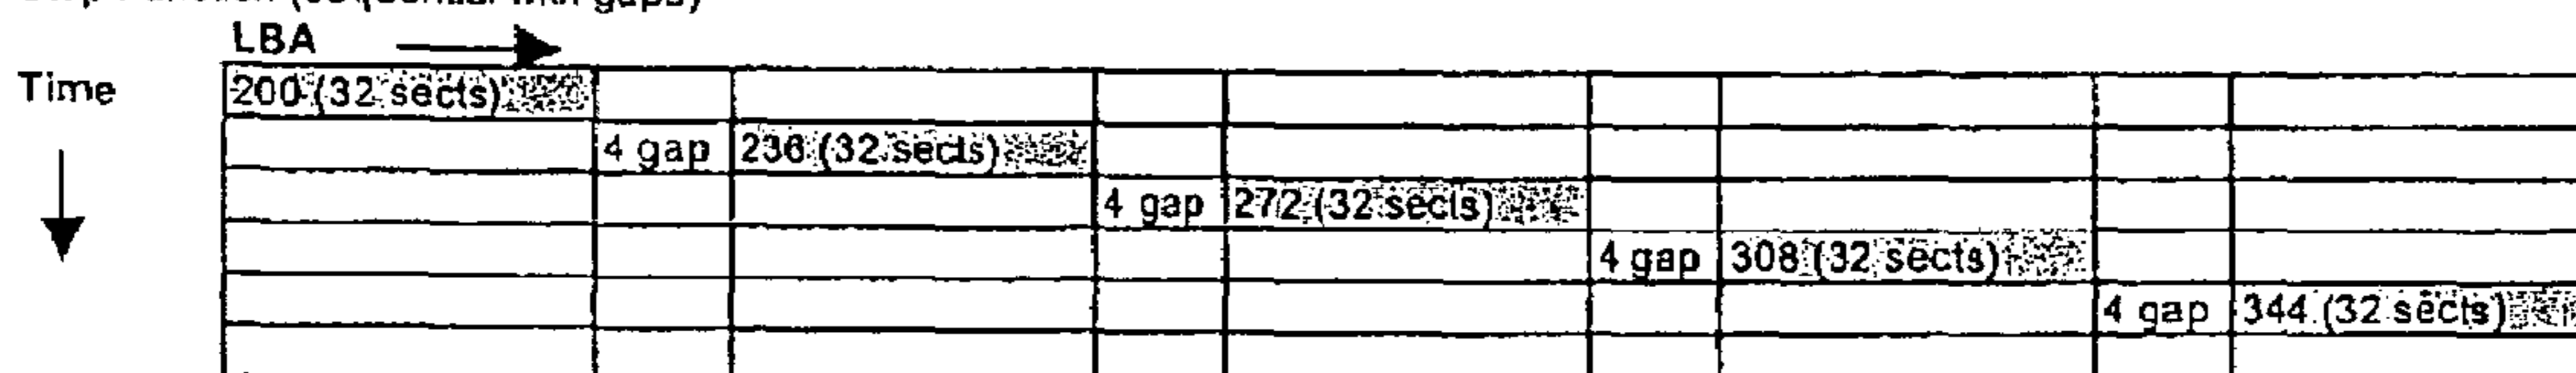 LBA
Time
200 (32 sects)
4 gap 236 (32 sects)
4 gap 272 (32 sects)
4 gap 308 (32 sects)
4 gap 344 (32 sects)